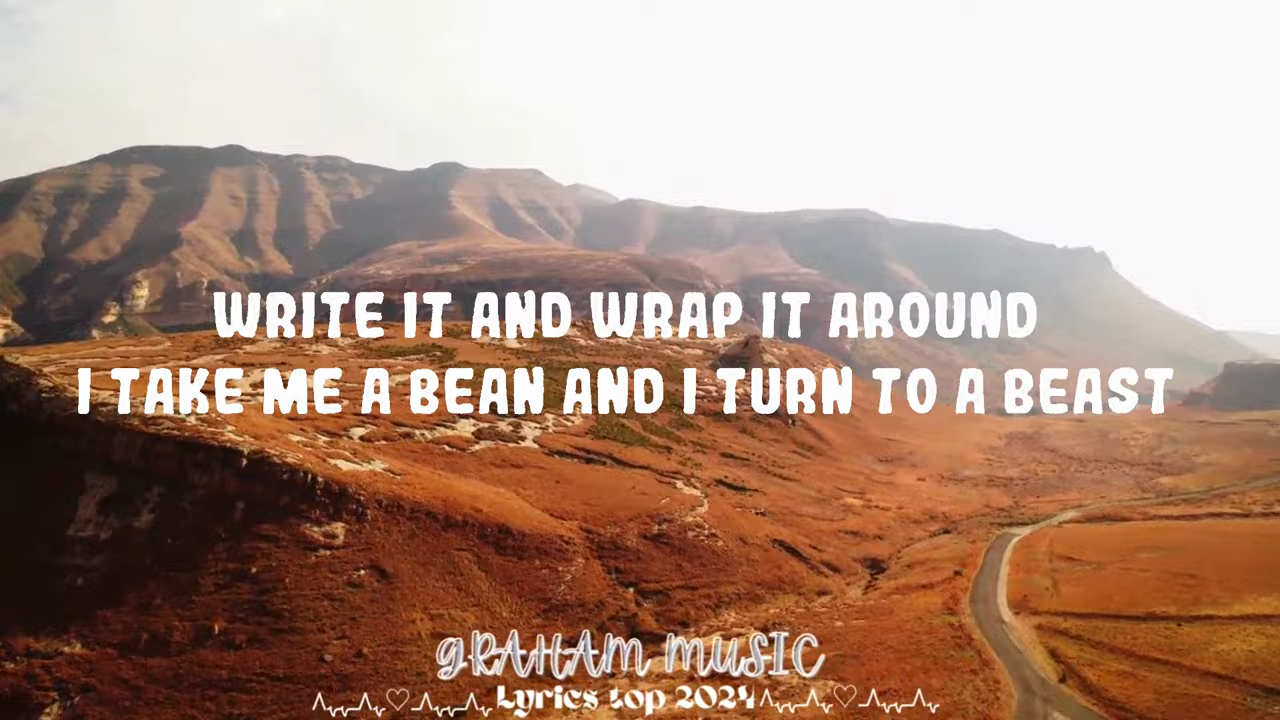 WRITE IT AND WRAP IT AROUND
I TAKE ME A BEAN AND I TURN TO A BEAST
gRAHAM MUSIC
Lyrics top 2024